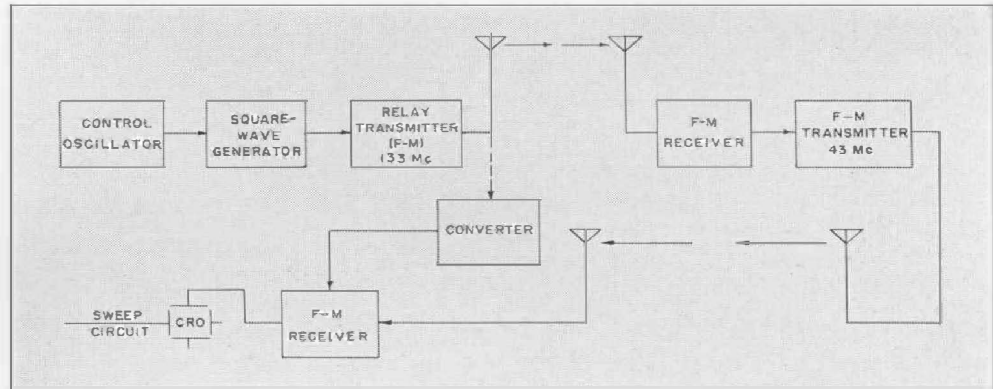 CONTROL
OSCILLATOR
SQUARE-
WAVE
GENERATOR
RELAY
TRANSMITTER
(F-M)
133 Mc
F-M
RECEIVER
F-M
TRANSMITTER
43 Mc
CONVERTER
SWEEP
CIRCUIT
CRO
F-M
RECEIVER